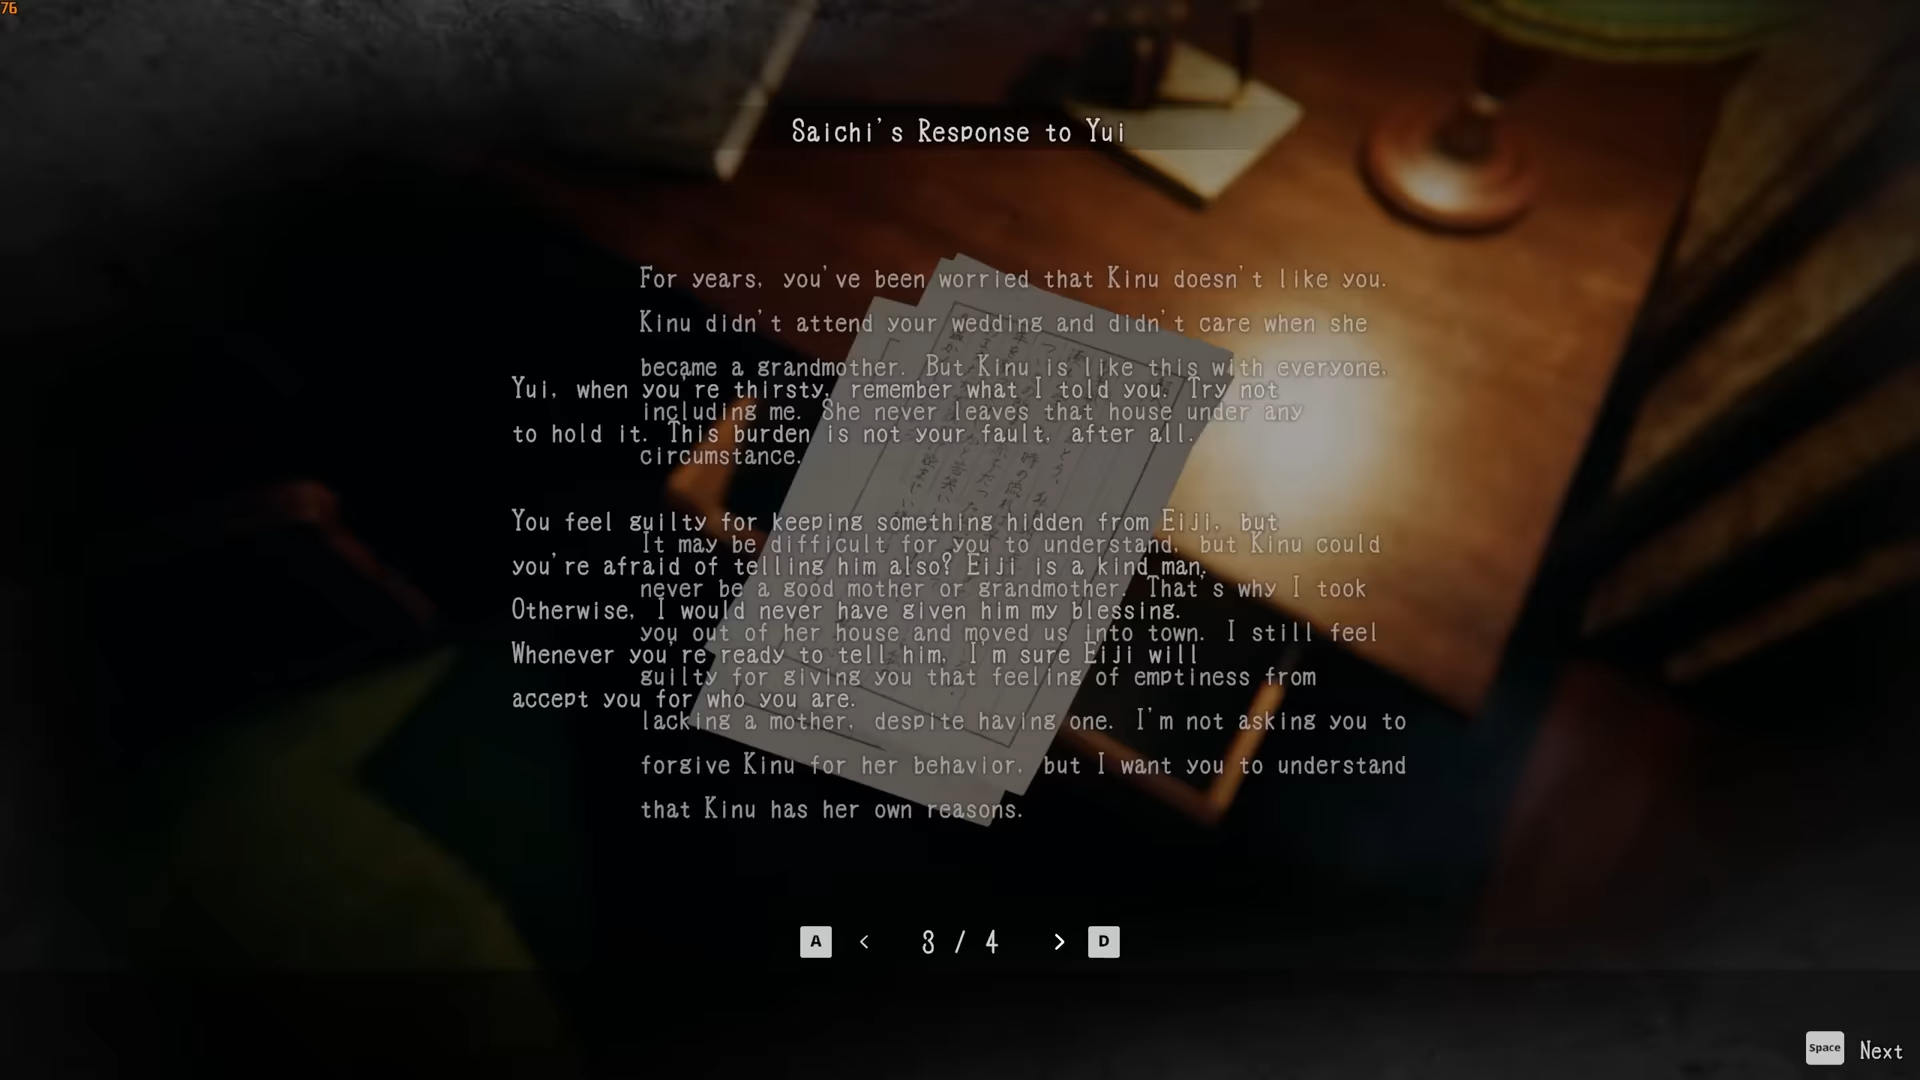 76
Saichi's Response to Yui
For years, you've been worried that Kinu doesn't like you.
Kinu didn't attend your wedding and didn't care when she
became a grandmother. But Kinu is like this with everyone,
including me. She never leaves that house under any
circumstance.
It may be difficult for you to understand, but Kinu could
never be a good mother or grandmother. That's why I took
you out of her house and moved us into town. I still feel
guilty for giving you that feeling of emptiness from
lacking a mother, despite having one. I'm not asking you to
forgive Kinu for her behavior, but I want you to understand
that Kinu has her own reasons.
Yui, when you're thirsty, remember what I told you. Try not
to hold it. This burden is not your fault, after all.
You feel guilty for keeping something hidden from Eiji, but
you're afraid of telling him also? Eiji is a kind man.
Otherwise, I would never have given him my blessing.
Whenever you're ready to tell him, I'm sure Eiji will
accept you for who you are.
A < 3 / 4 > D
Space Next